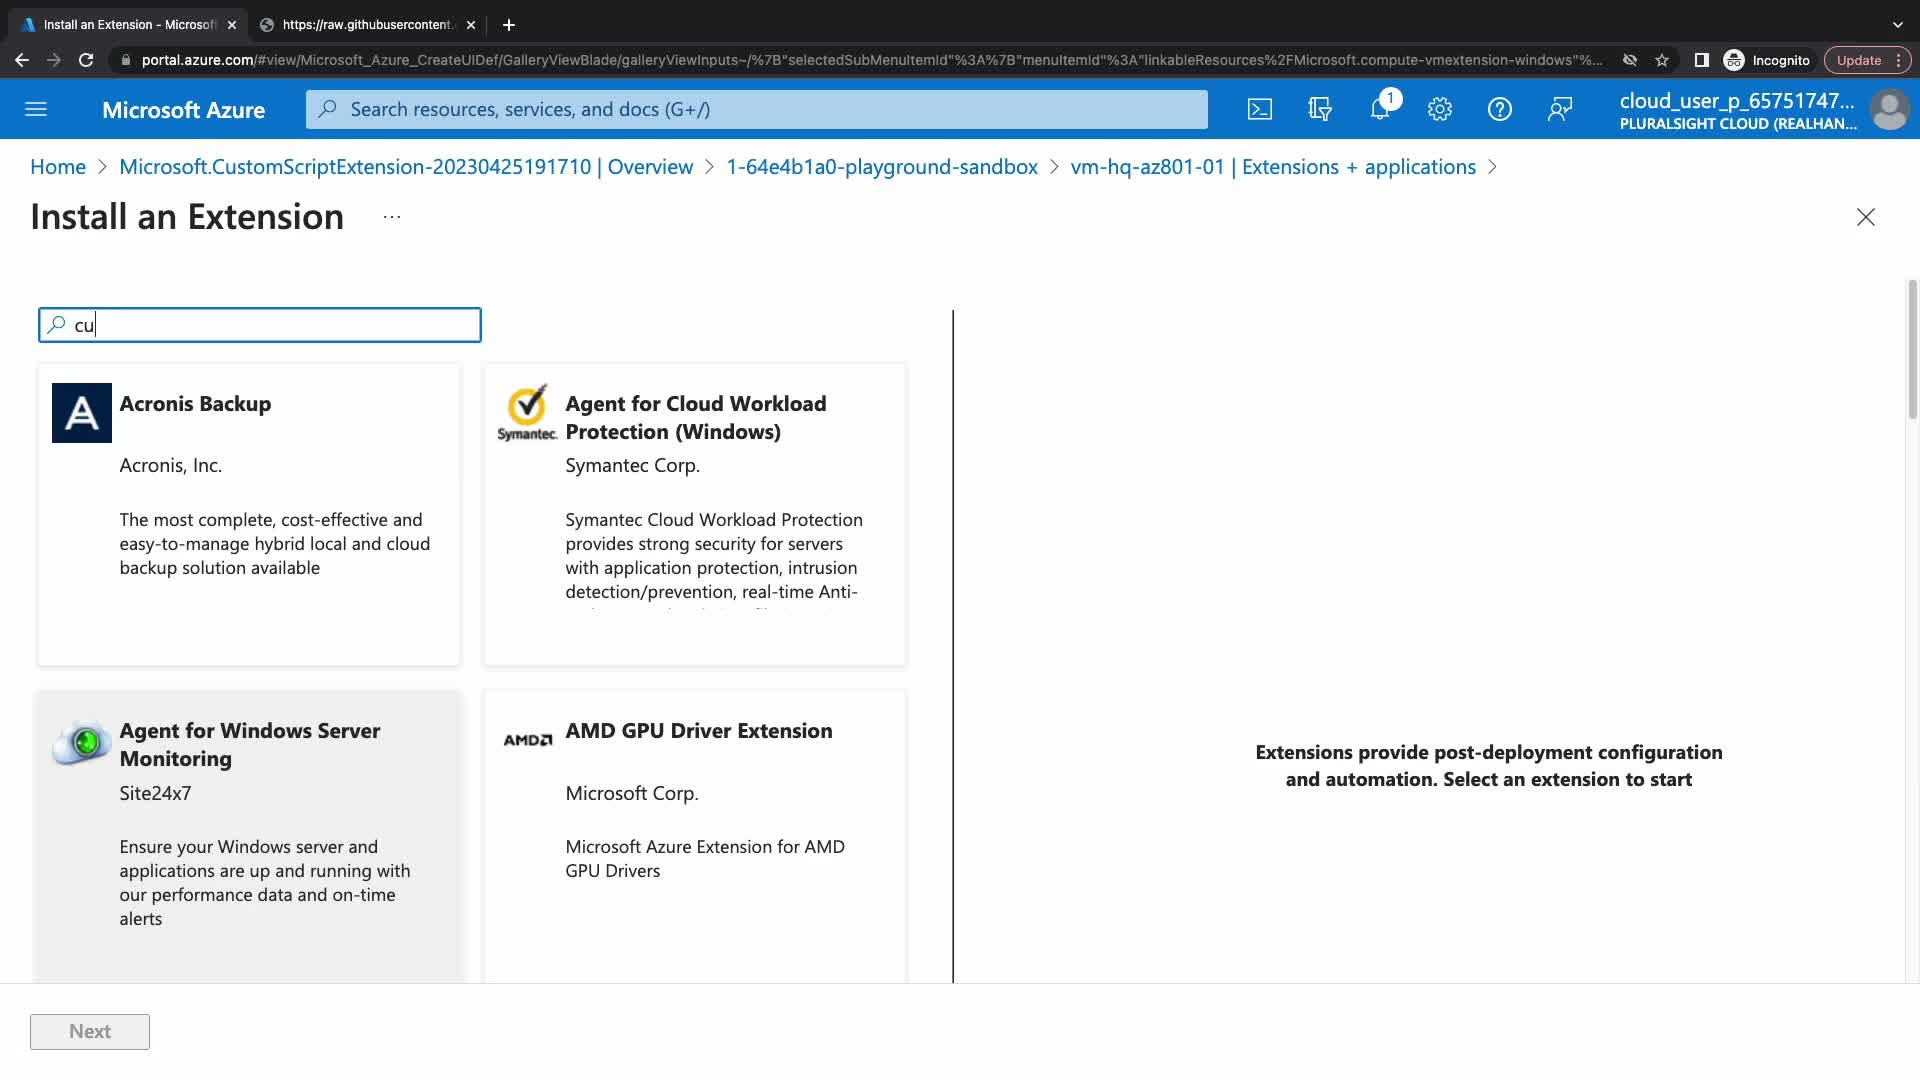 Install an Extension - Microsoft
https://raw.githubusercontent.
portal.azure.com/#view/Microsoft_Azure_CreateUIDef/GalleryViewBlade/galleryViewInputs~/%7B"selectedSubMenuItemId"%3A%7B"menuItemId"%3A"linkableResources%2FMicrosoft.compute-vmextension-windows"%...
Incognito
Update
Microsoft Azure
Search resources, services, and docs (G+/)
1
cloud_user_p_65751747...
PLURALSIGHT CLOUD (REALHAN...
Home > Microsoft.CustomScriptExtension-20230425191710 | Overview > 1-64e4b1a0-playground-sandbox > vm-hq-az801-01 | Extensions + applications >
Install an Extension ...
cu
A
Acronis Backup
Acronis, Inc.
The most complete, cost-effective and
easy-to-manage hybrid local and cloud
backup solution available
Symantec.
Agent for Cloud Workload
Protection (Windows)
Symantec Corp.
Symantec Cloud Workload Protection
provides strong security for servers
with application protection, intrusion
detection/prevention, real-time Anti-
Agent for Windows Server
Monitoring
Site24x7
Ensure your Windows server and
applications are up and running with
our performance data and on-time
alerts
AMD
AMD GPU Driver Extension
Microsoft Corp.
Microsoft Azure Extension for AMD
GPU Drivers
Extensions provide post-deployment configuration
and automation. Select an extension to start
Next